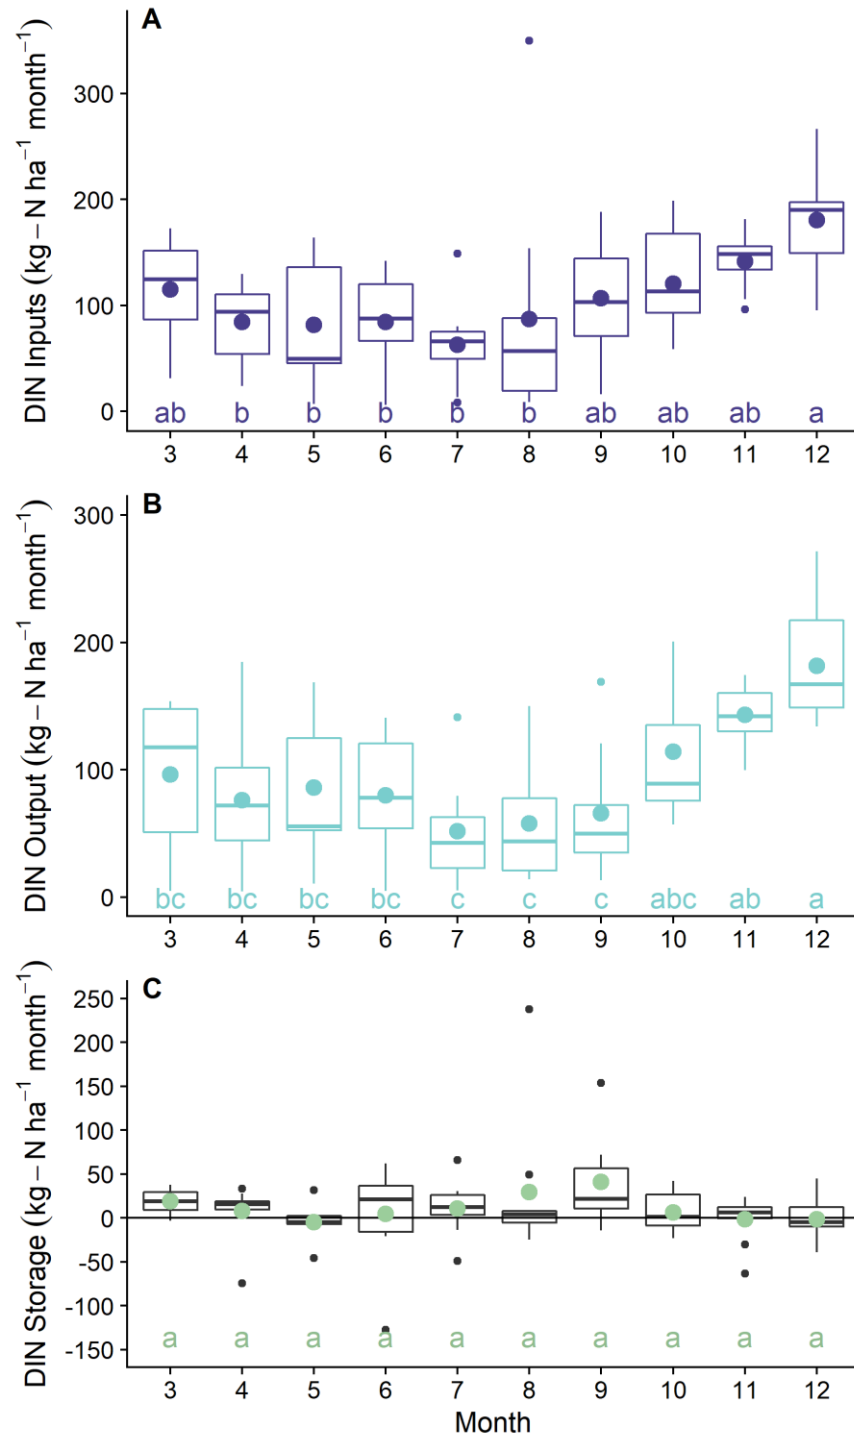 A
DIN Inputs (kg − N ha⁻¹ month⁻¹)
300
200
100
0
ab b b b b b ab ab ab a
3 4 5 6 7 8 9 10 11 12
B
DIN Output (kg − N ha⁻¹ month⁻¹)
300
200
100
0
bc bc bc bc c c c abc ab a
3 4 5 6 7 8 9 10 11 12
C
DIN Storage (kg − N ha⁻¹ month⁻¹)
250
200
150
100
50
0
-50
-100
-150
a a a a a a a a a a
3 4 5 6 7 8 9 10 11 12
Month